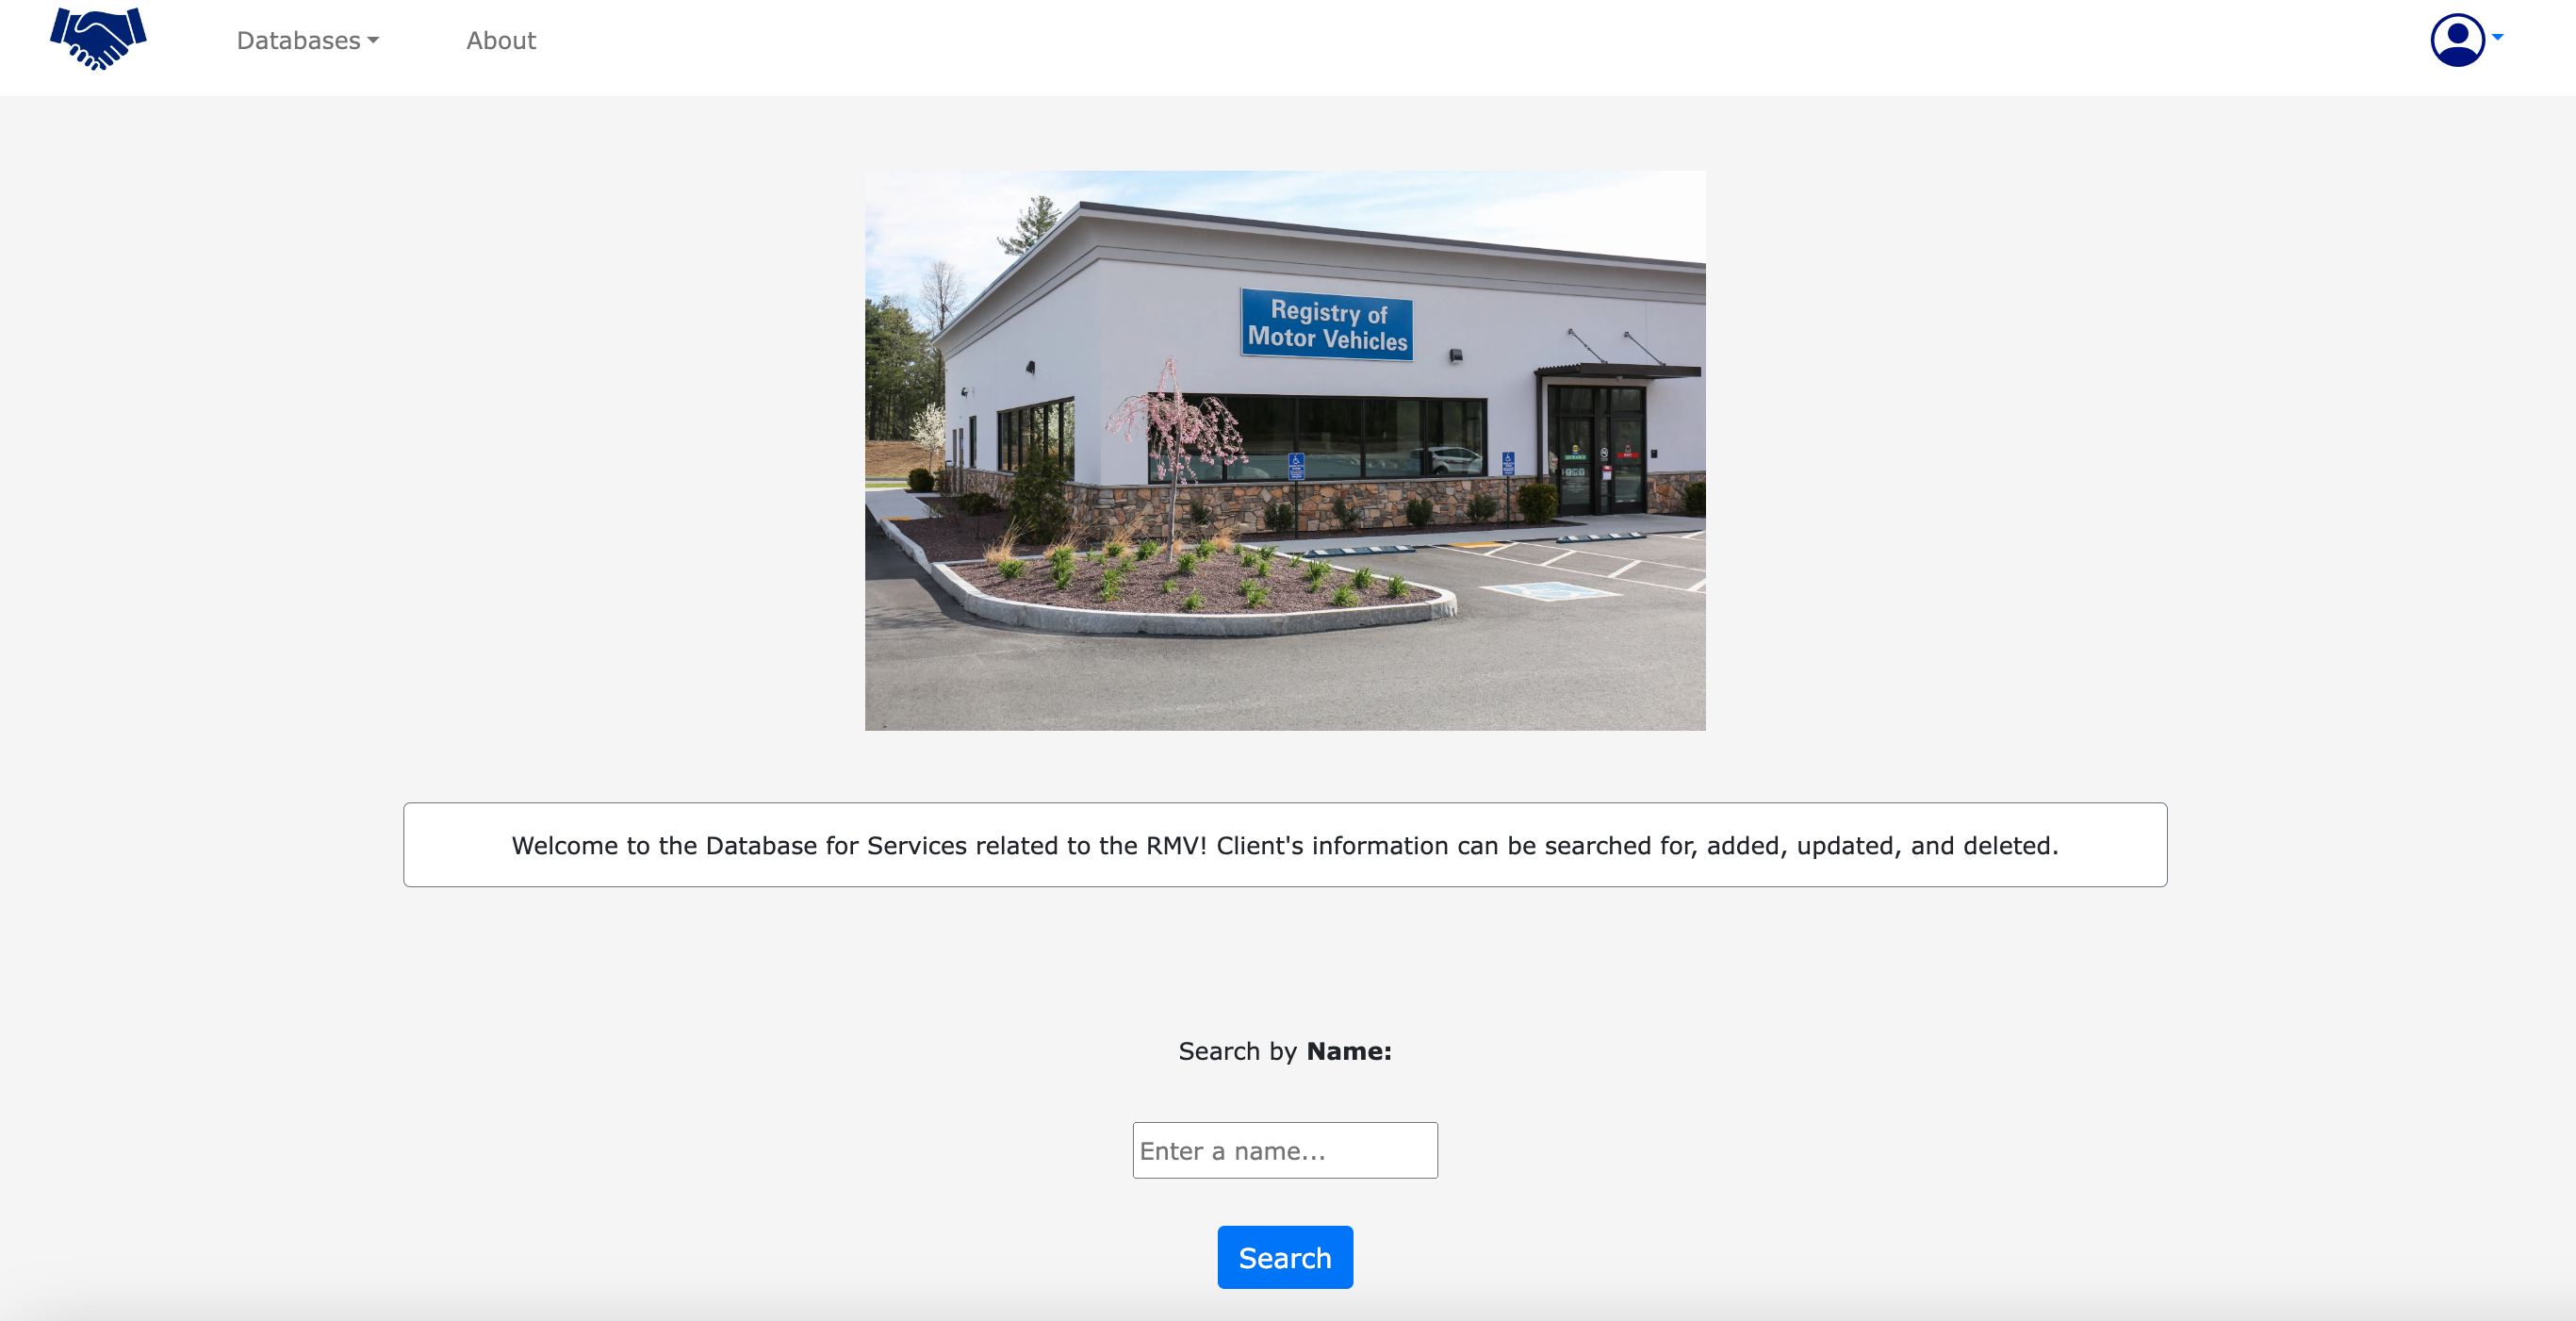 Databases
About
Registry of
Motor Vehicles
Welcome to the Database for Services related to the RMV! Client's information can be searched for, added, updated, and deleted.
Search by Name:
Enter a name...
Search